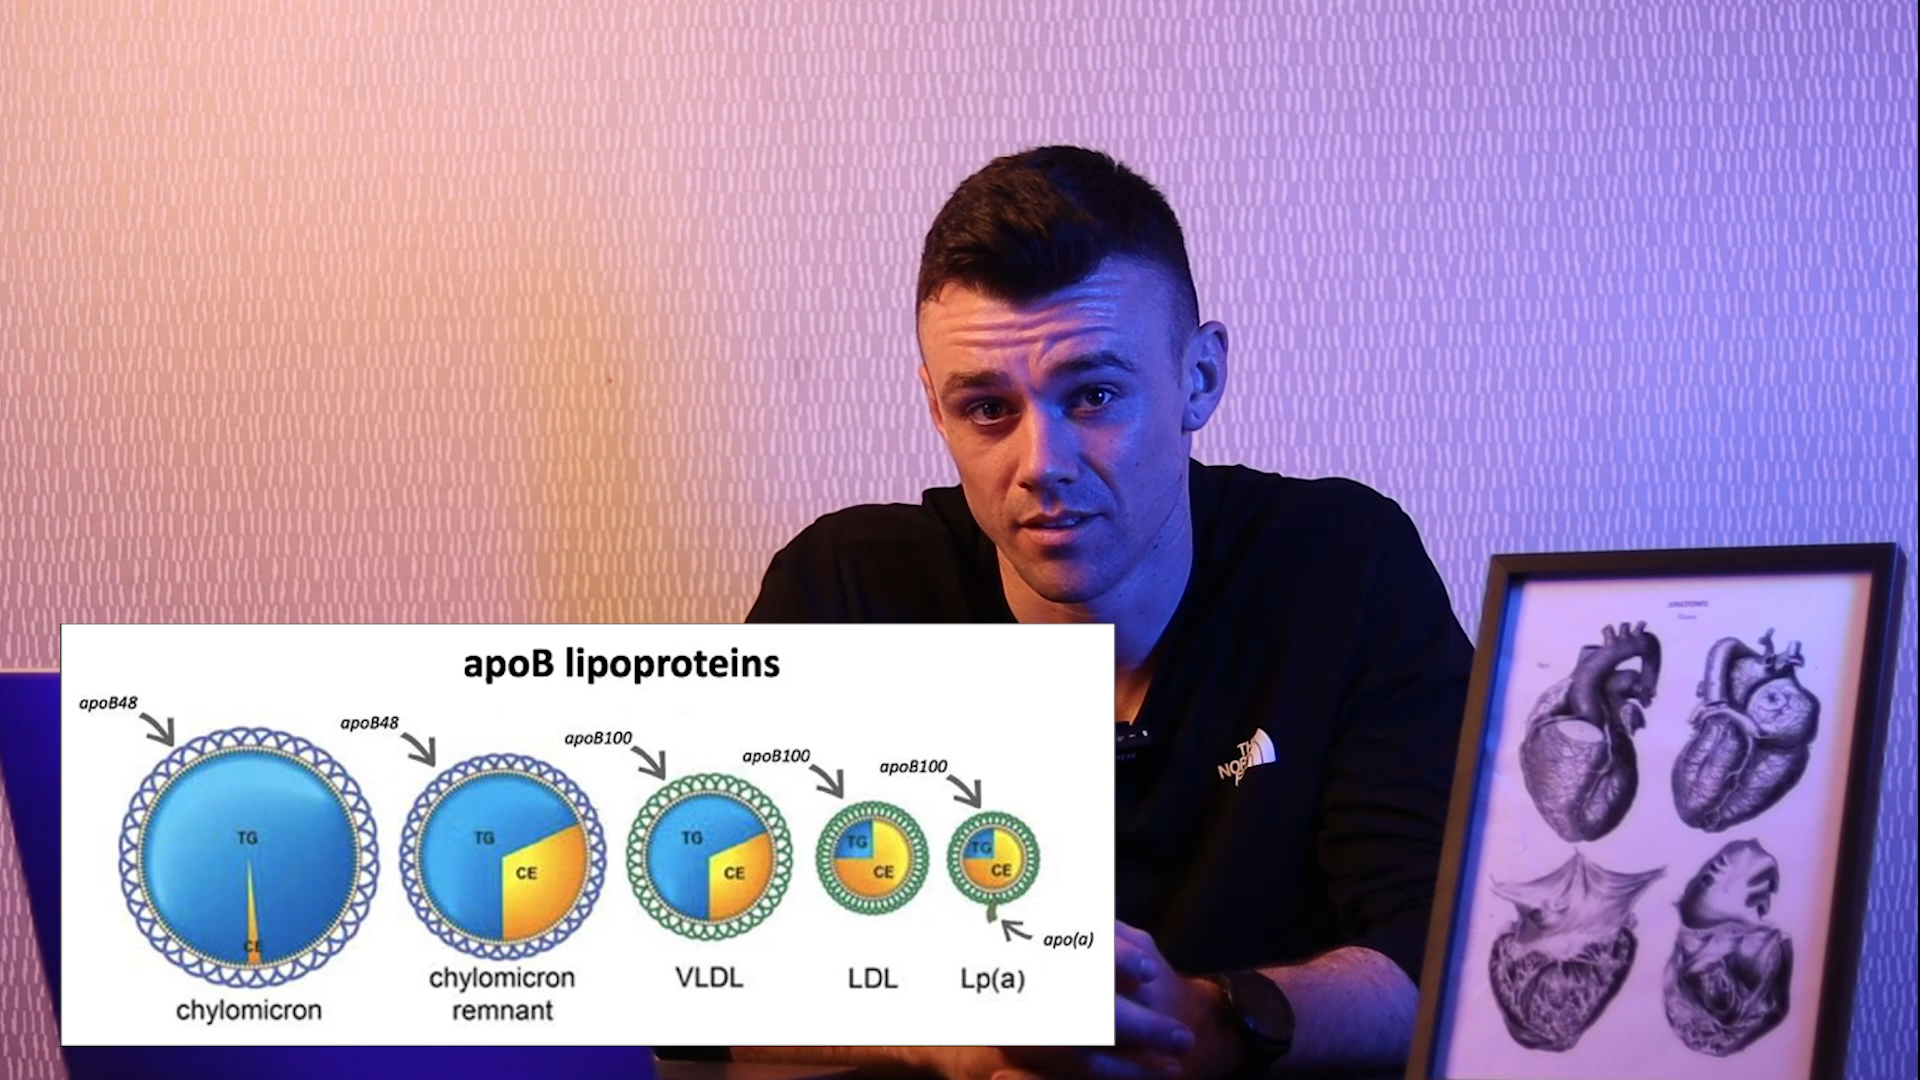 apoB lipoproteins
apoB48
apoB48
apoB100
apoB100
apoB100
TG
TG
TG
TG
TG
CE
CE
CE
CE
CE
apo(a)
chylomicron
chylomicron
remnant
VLDL
LDL
Lp(a)
ANATOMY